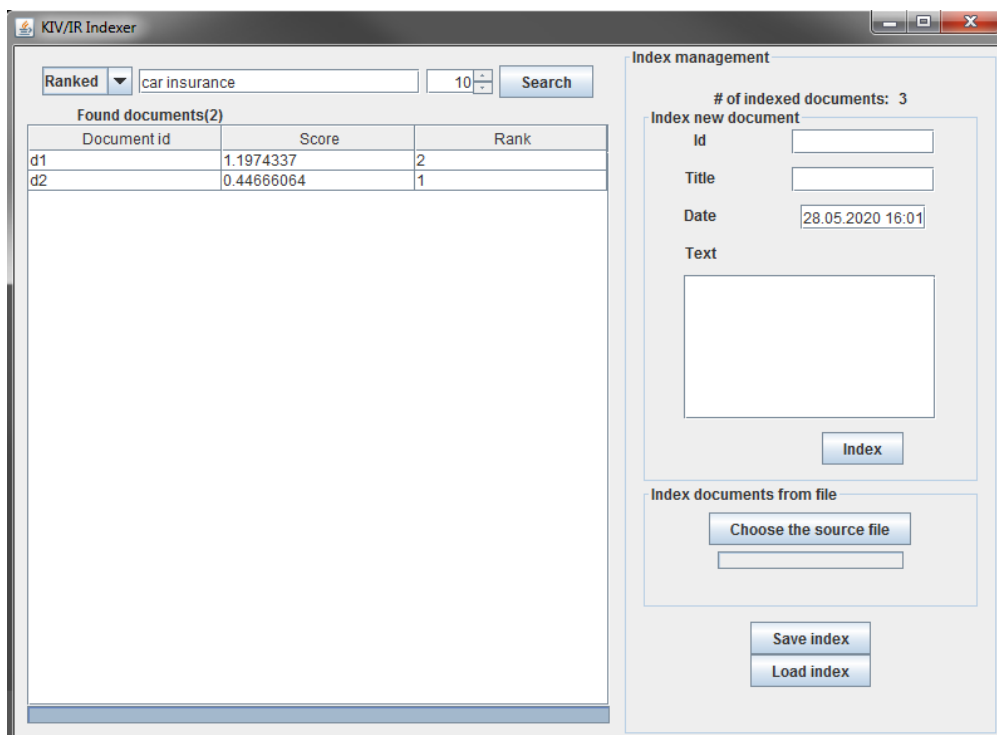 KIV/IR Indexer
Ranked car insurance 10 Search
Found documents(2)
Document id Score Rank
d1 1.1974337 2
d2 0.44666064 1
Index management
# of indexed documents: 3
Index new document
Id
Title
Date 28.05.2020 16:01
Text
Index
Index documents from file
Choose the source file
Save index
Load index